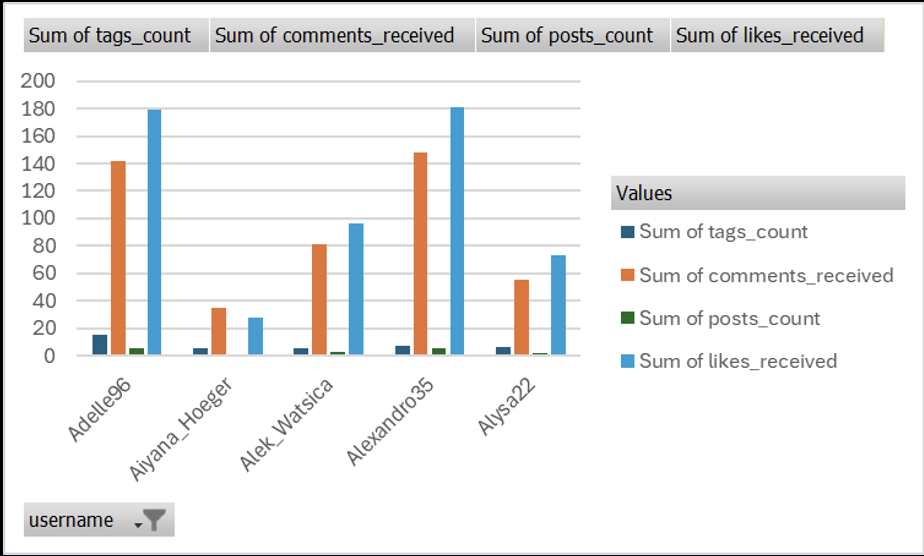 Sum of tags_count Sum of comments_received Sum of posts_count Sum of likes_received
200
180
160
140
120
100
80
60
40
20
0
Adelle96
Aiyana_Hoeger
Alek_Watsica
Alexandro35
Alysa22
Values
Sum of tags_count
Sum of comments_received
Sum of posts_count
Sum of likes_received
username